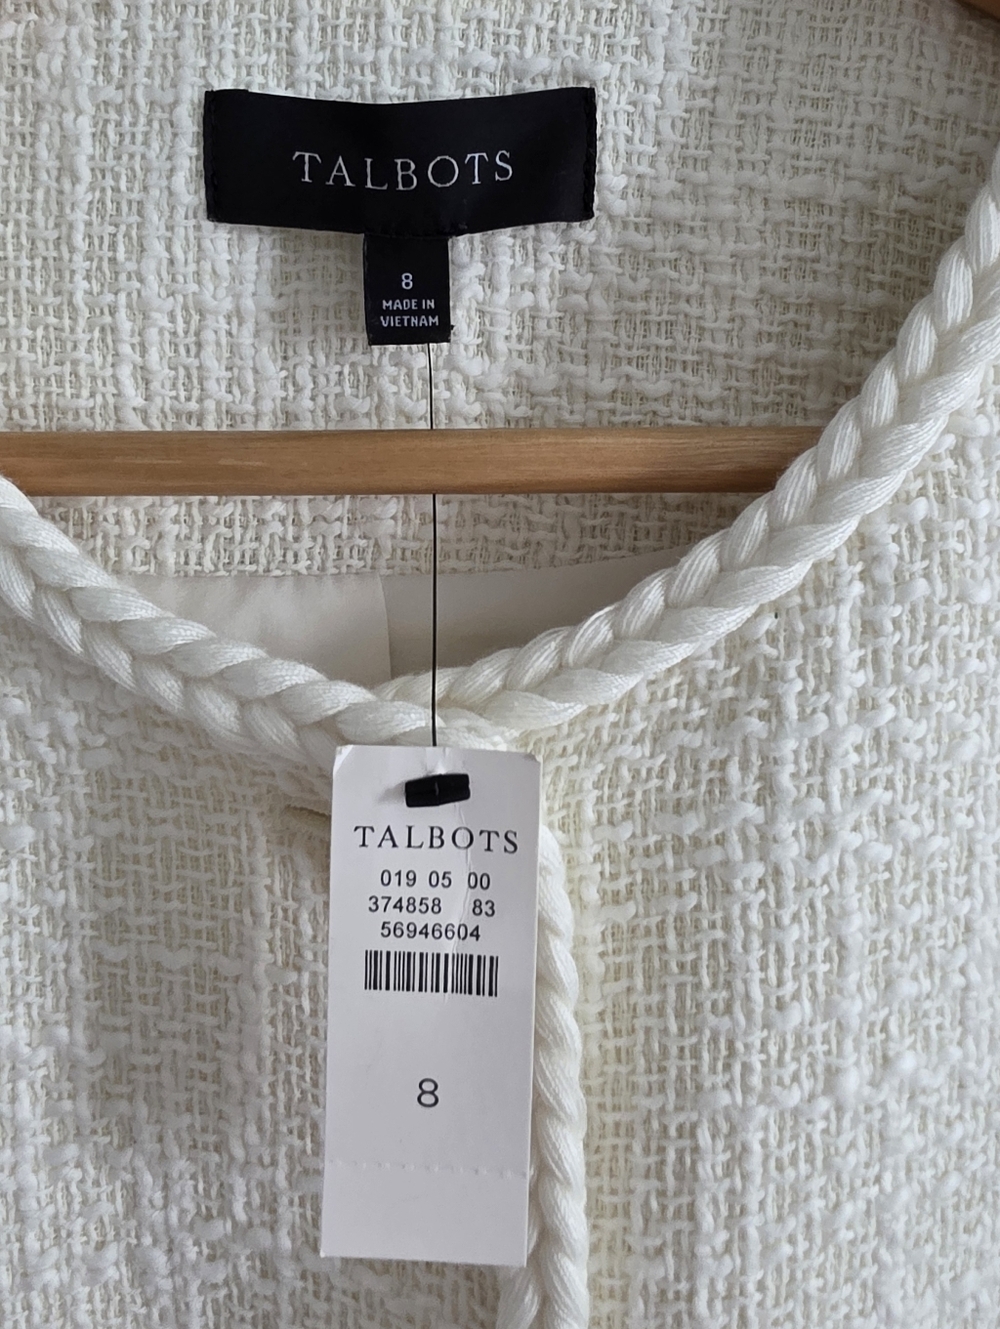 TALBOTS
8
MADE IN
VIETNAM
TALBOTS
019 05 00
374858 83
56946604
8